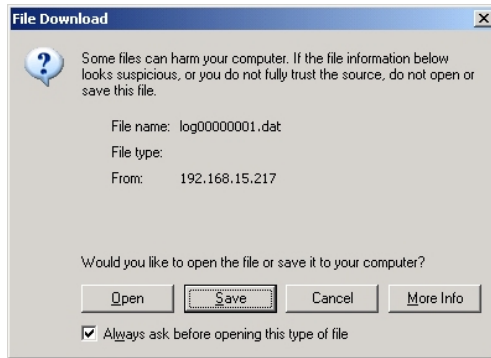 File Download
Some files can harm your computer. If the file information below
looks suspicious, or you do not fully trust the source, do not open or
save this file.
File name: log00000001.dat
File type:
From: 192.168.15.217
Would you like to open the file or save it to your computer?
Open Save Cancel More Info
Always ask before opening this type of file